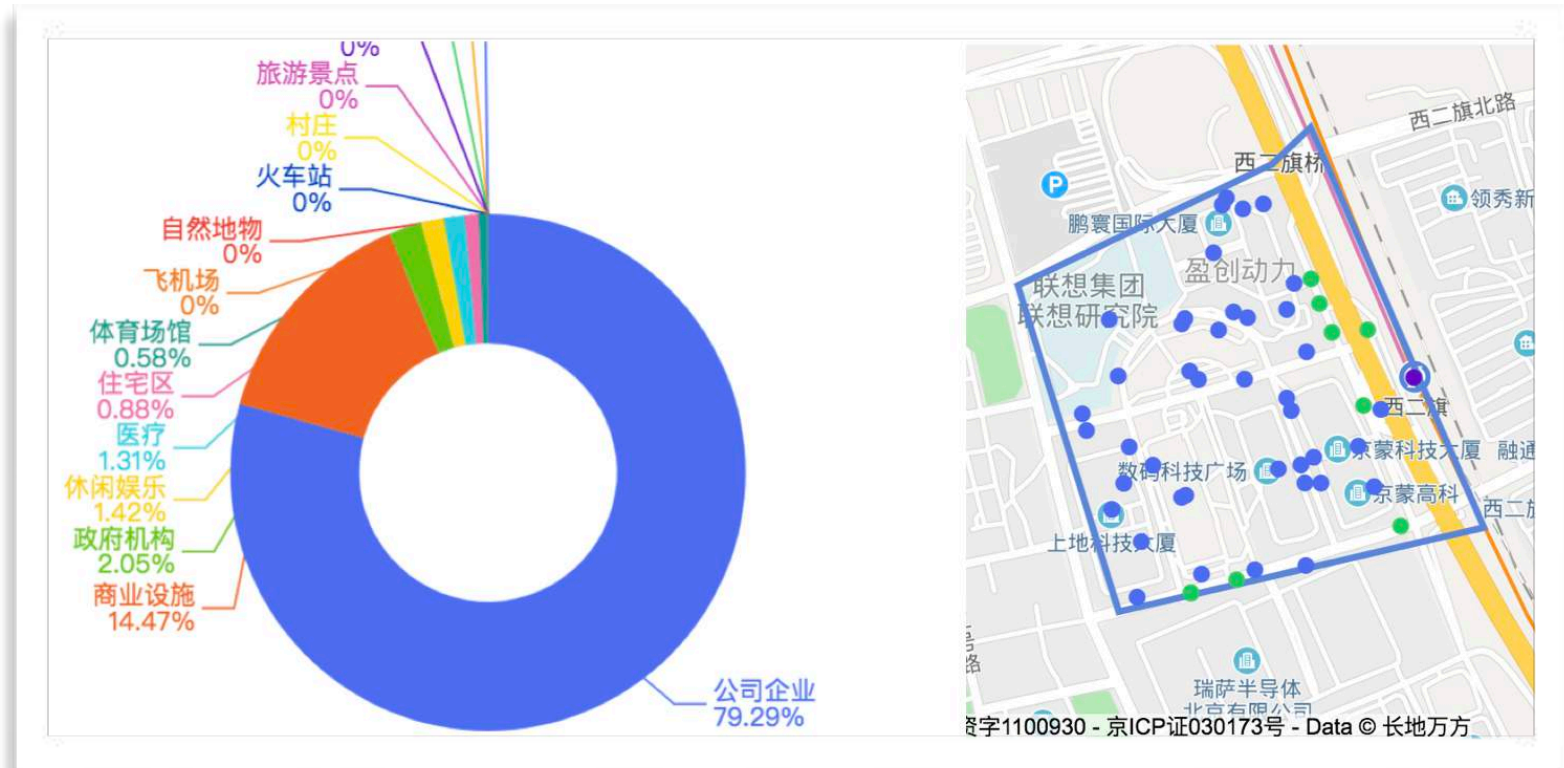 0%
旅游景点
0%
村庄
0%
火车站
0%
自然地物
0%
飞机场
0%
体育场馆
0.58%
住宅区
0.88%
医疗
1.31%
休闲娱乐
1.42%
政府机构
2.05%
商业设施
14.47%
公司企业
79.29%
西二旗北路
西二旗桥
P
领秀新
鹏寰国际大厦
盈创动力
联想集团
联想研究院
西二旗
京蒙科技大厦
融通
数码科技广场
京蒙高科
西二旗
上地科技大厦
路
瑞萨半导体
北京有限公司
资字1100930 - 京ICP证030173号 - Data © 长地万方